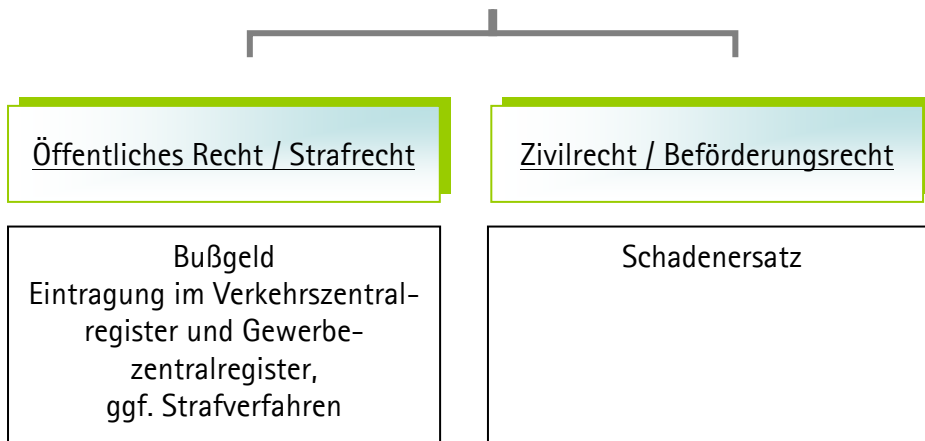 Öffentliches Recht / Strafrecht
Bußgeld
Eintragung im Verkehrszentral-
register und Gewerbe-
zentralregister,
ggf. Strafverfahren
Zivilrecht / Beförderungsrecht
Schadenersatz